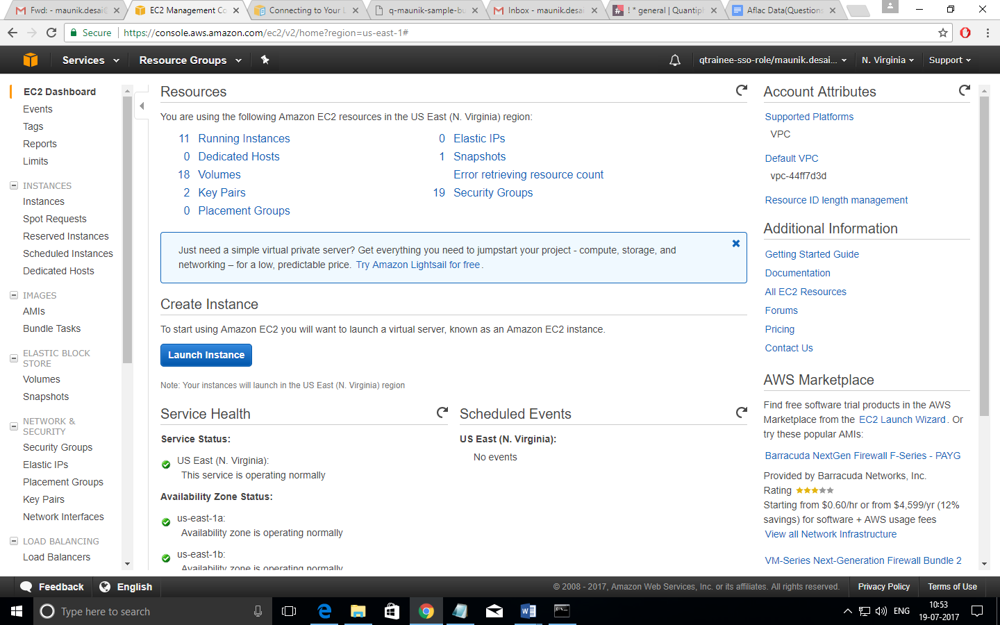 Fwd: - maunik.desai@
EC2 Management Co
Connecting to Your L
q-maunik-sample-bu
Inbox - maunik.desai
! * general | Quantiph
Aflac Data(Questions
Secure
https://console.aws.amazon.com/ec2/v2/home?region=us-east-1#
Services
Resource Groups
qtrainee-sso-role/maunik.desai...
N. Virginia
Support
EC2 Dashboard
Events
Tags
Reports
Limits
INSTANCES
Instances
Spot Requests
Reserved Instances
Scheduled Instances
Dedicated Hosts
IMAGES
AMIs
Bundle Tasks
ELASTIC BLOCK
STORE
Volumes
Snapshots
NETWORK &
SECURITY
Security Groups
Elastic IPs
Placement Groups
Key Pairs
Network Interfaces
LOAD BALANCING
Load Balancers
Resources
You are using the following Amazon EC2 resources in the US East (N. Virginia) region:
11 Running Instances
0 Dedicated Hosts
18 Volumes
2 Key Pairs
0 Placement Groups
0 Elastic IPs
1 Snapshots
Error retrieving resource count
19 Security Groups
Just need a simple virtual private server? Get everything you need to jumpstart your project - compute, storage, and
networking – for a low, predictable price. Try Amazon Lightsail for free.
Create Instance
To start using Amazon EC2 you will want to launch a virtual server, known as an Amazon EC2 instance.
Launch Instance
Note: Your instances will launch in the US East (N. Virginia) region
Service Health
Service Status:
US East (N. Virginia):
This service is operating normally
Availability Zone Status:
us-east-1a:
Availability zone is operating normally
us-east-1b:
Availability zone is operating normally
Scheduled Events
US East (N. Virginia):
No events
Account Attributes
Supported Platforms
VPC
Default VPC
vpc-44ff7d3d
Resource ID length management
Additional Information
Getting Started Guide
Documentation
All EC2 Resources
Forums
Pricing
Contact Us
AWS Marketplace
Find free software trial products in the AWS
Marketplace from the EC2 Launch Wizard. Or
try these popular AMIs:
Barracuda NextGen Firewall F-Series - PAYG
Provided by Barracuda Networks, Inc.
Rating
Starting from $0.60/hr or from $4,599/yr (12%
savings) for software + AWS usage fees
View all Network Infrastructure
VM-Series Next-Generation Firewall Bundle 2
Feedback
English
© 2008 - 2017, Amazon Web Services, Inc. or its affiliates. All rights reserved.
Privacy Policy
Terms of Use
Type here to search
ENG
10:53
19-07-2017